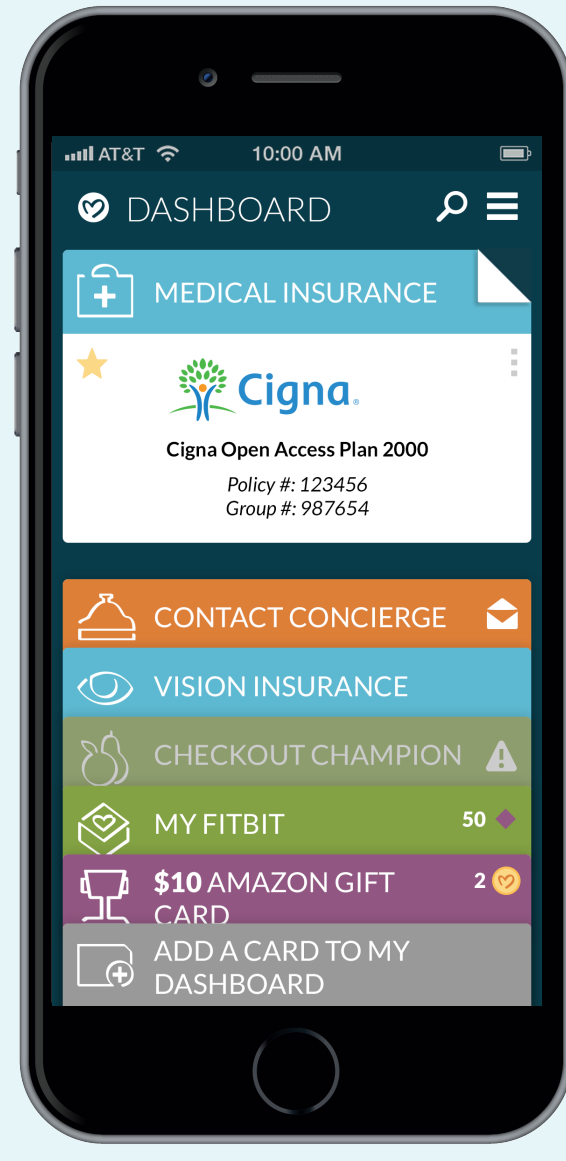 AT&T 10:00 AM
DASHBOARD
MEDICAL INSURANCE
Cigna®
Cigna Open Access Plan 2000
Policy #: 123456
Group #: 987654
CONTACT CONCIERGE
VISION INSURANCE
CHECKOUT CHAMPION
MY FITBIT 50
$10 AMAZON GIFT 2
CARD
ADD A CARD TO MY
DASHBOARD